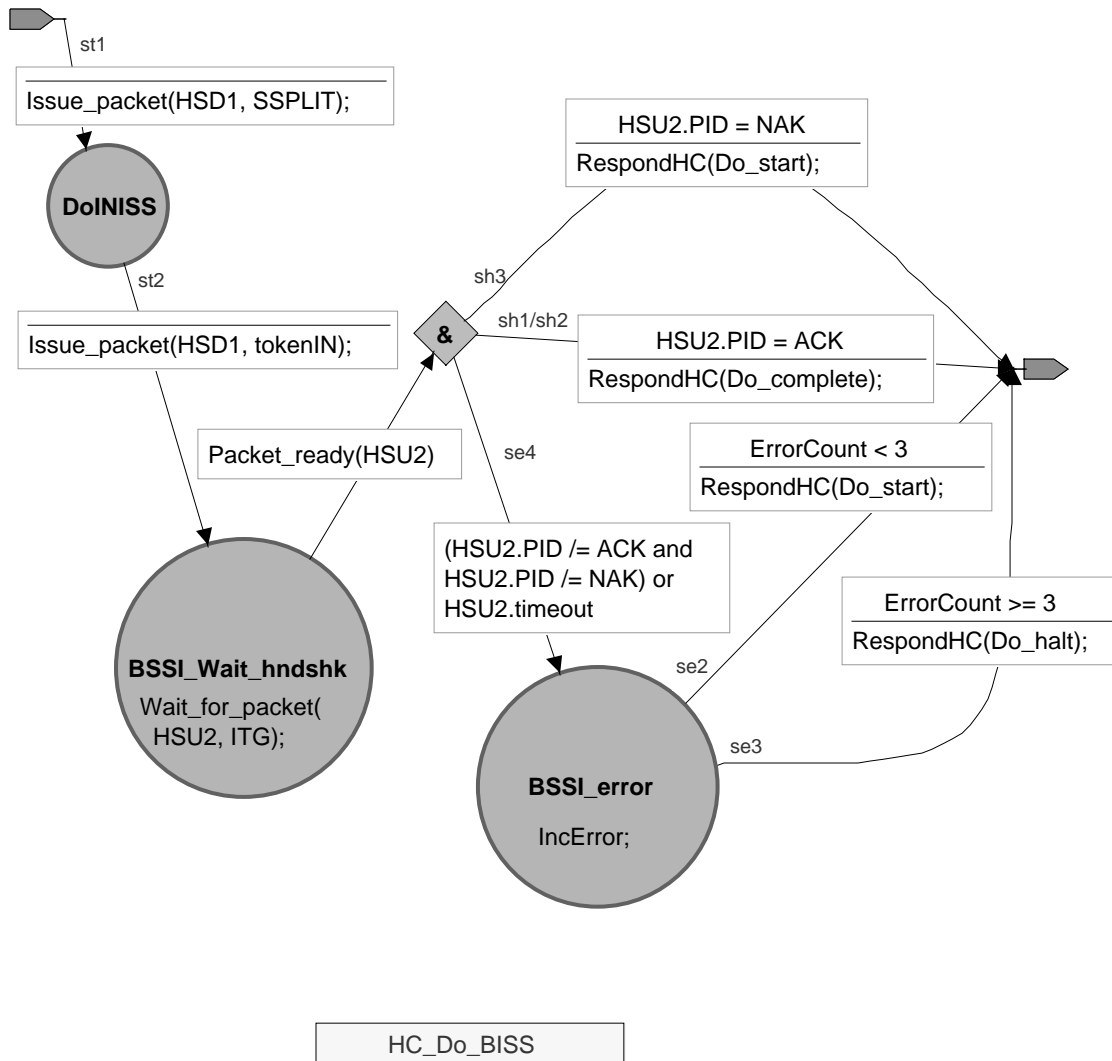 st1
Issue_packet(HSD1, SSPLIT);
DoINISS
st2
Issue_packet(HSD1, tokenIN);
HSU2.PID = NAK
RespondHC(Do_start);
sh3
&
sh1/sh2
HSU2.PID = ACK
RespondHC(Do_complete);
Packet_ready(HSU2)
se4
ErrorCount < 3
RespondHC(Do_start);
(HSU2.PID /= ACK and
HSU2.PID /= NAK) or
HSU2.timeout
ErrorCount >= 3
RespondHC(Do_halt);
BSSI_Wait_hndshk
Wait_for_packet(
HSU2, ITG);
se2
se3
BSSI_error
IncError;
HC_Do_BISS